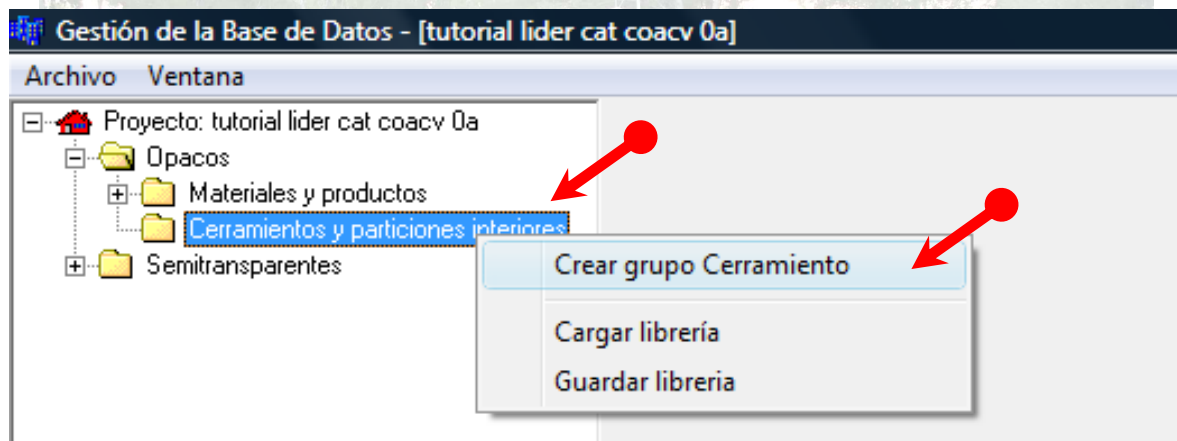 Gestión de la Base de Datos - [tutorial lider cat coacv 0a]
Archivo Ventana
Proyecto: tutorial lider cat coacv 0a
Opacos
Materiales y productos
Cerramientos y particiones interiores
Semitransparentes
Crear grupo Cerramiento
Cargar librería
Guardar libreria